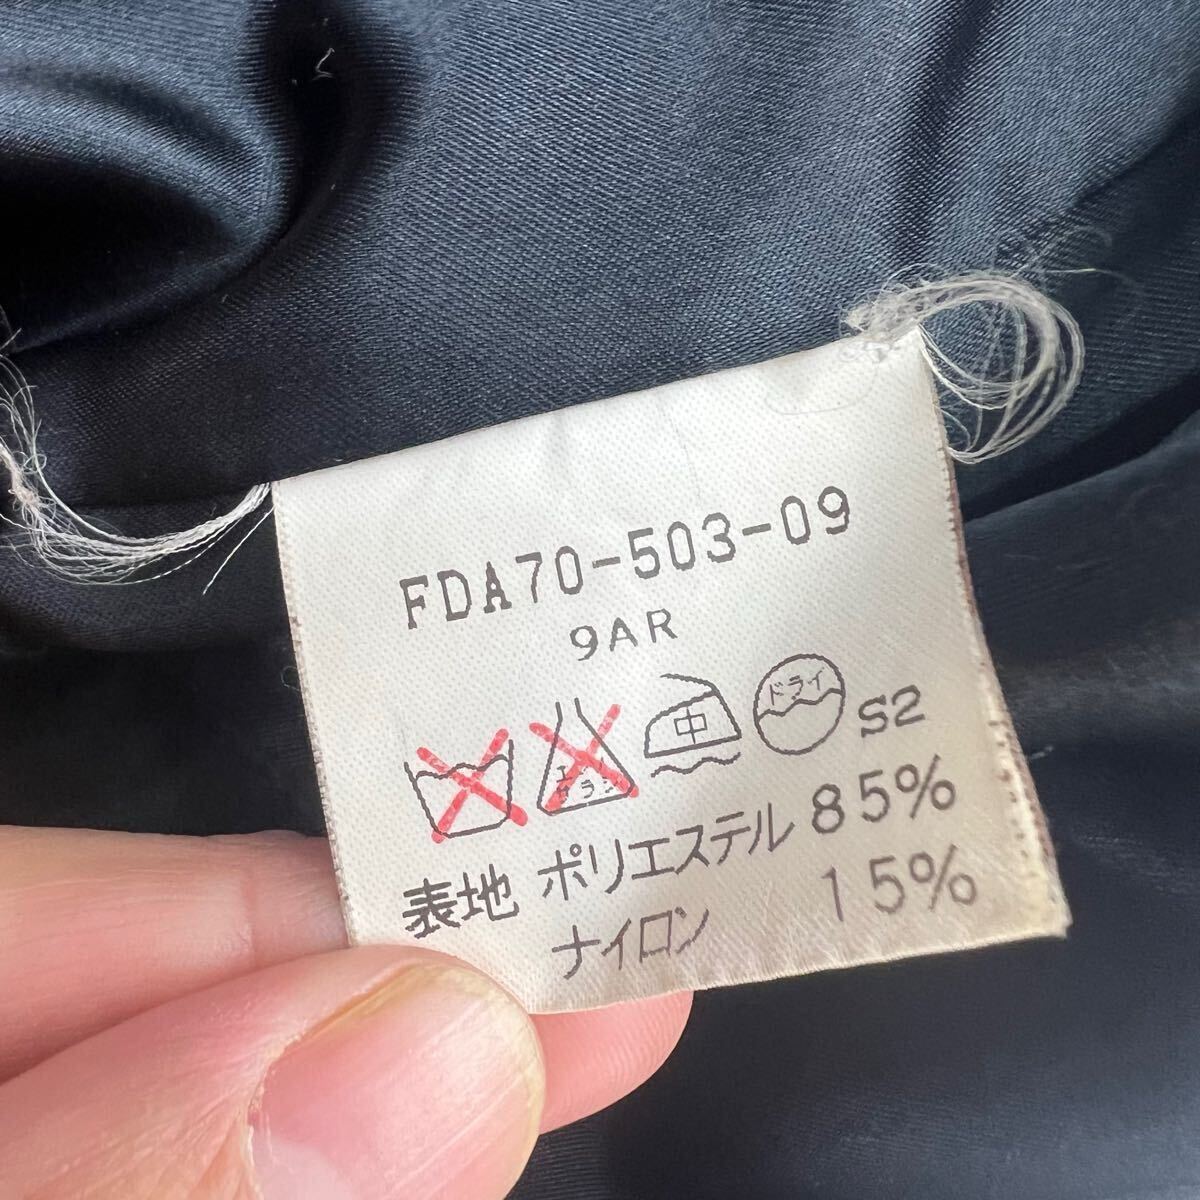 FDA70-503-09
9AR
中 ドライ S2
表地 ポリエステル 85%
ナイロン 15%